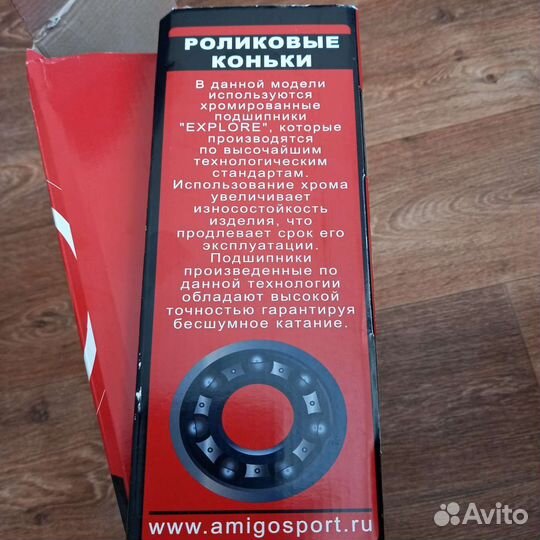 РОЛИКОВЫЕ
КОНЬКИ
В данной модели
используются
хромированные
подшипники
"EXPLORE", которые
производятся
по высочайшим
технологическим
стандартам.
Использование хрома
увеличивает
износостойкость
изделия, что
продлевает срок его
эксплуатации.
Подшипники
произведенные по
данной технологии
обладают высокой
точностью гарантируя
бесшумное катание.
www.amigosport.ru
Avito